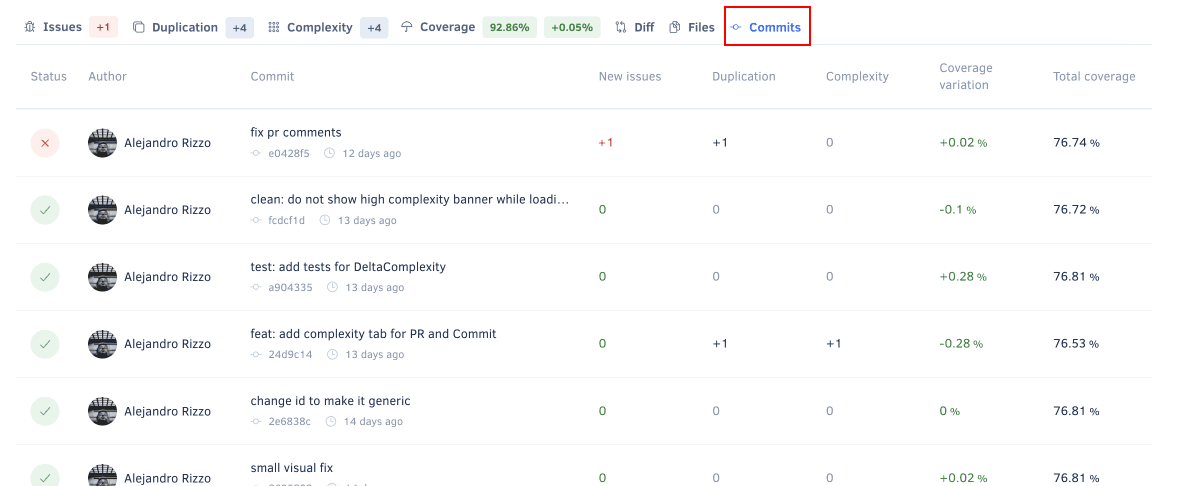 Issues +1 Duplication +4 Complexity +4 Coverage 92.86% +0.05% Diff Files Commits
Status Author Commit New issues Duplication Complexity Coverage variation Total coverage
Alejandro Rizzo fix pr comments +1 +1 0 +0.02 % 76.74 %
e0428f5 12 days ago
Alejandro Rizzo clean: do not show high complexity banner while loadi... 0 0 0 -0.1 % 76.72 %
fcdcf1d 13 days ago
Alejandro Rizzo test: add tests for DeltaComplexity 0 0 0 +0.28 % 76.81 %
a904335 13 days ago
Alejandro Rizzo feat: add complexity tab for PR and Commit 0 +1 +1 -0.28 % 76.53 %
24d9c14 13 days ago
Alejandro Rizzo change id to make it generic 0 0 0 0 % 76.81 %
2e6838c 14 days ago
Alejandro Rizzo small visual fix 0 0 0 +0.02 % 76.81 %